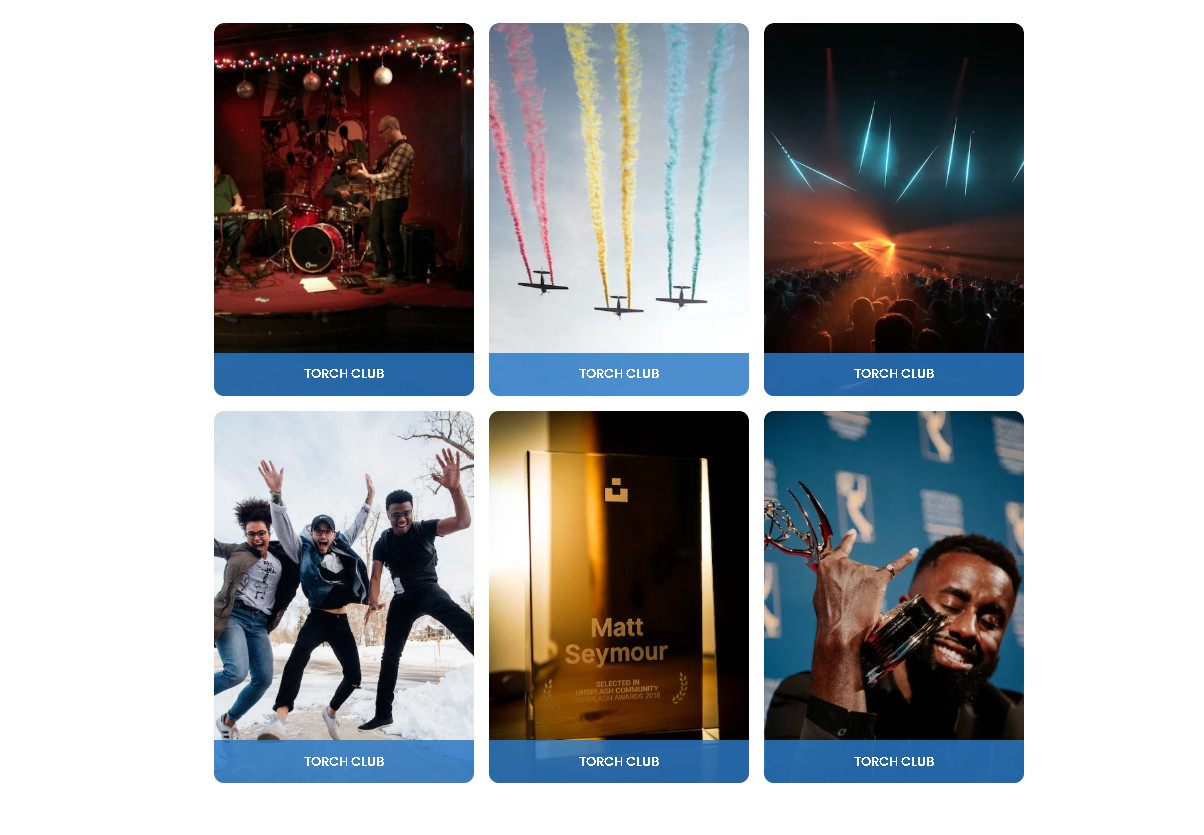 TORCH CLUB
TORCH CLUB
TORCH CLUB
Matt
Seymour
SELECTED IN
UNSPLASH COMMUNITY
UNSPLASH AWARDS 2018
TORCH CLUB
TORCH CLUB
TORCH CLUB